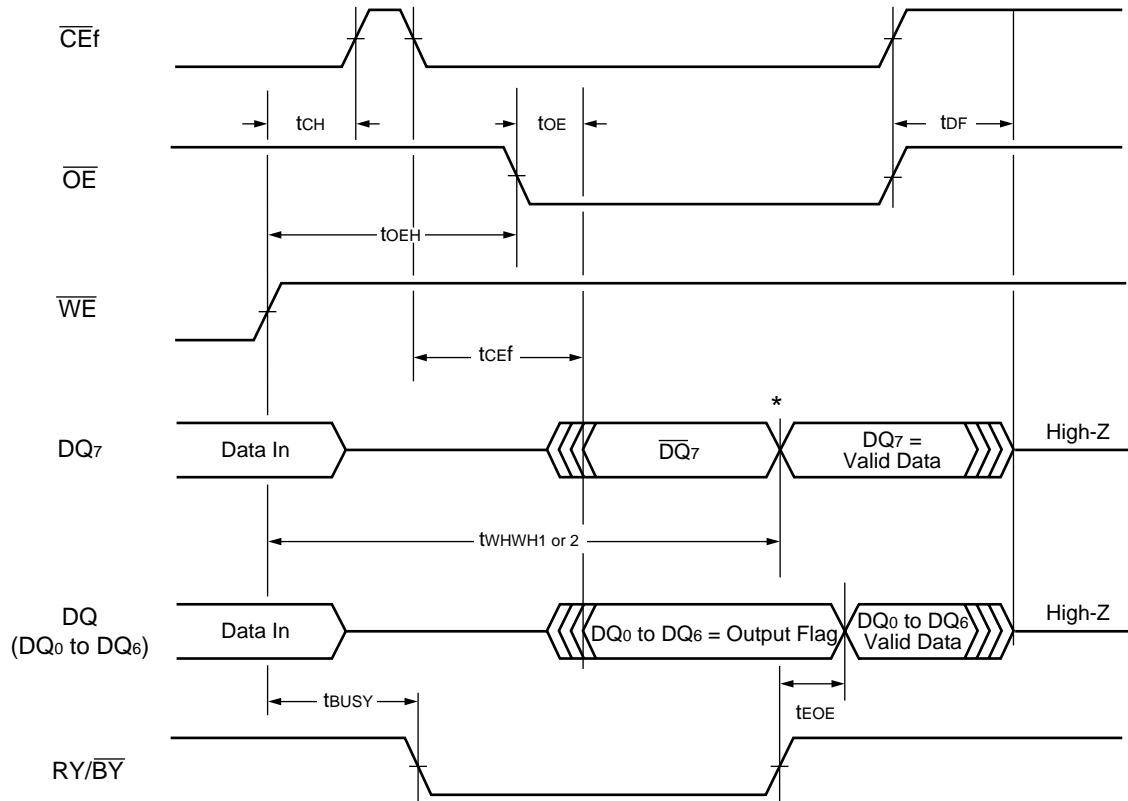 CEf
tCH
tOE
tDF
OE
tOEH
WE
tCEf
*
DQ7
Data In
DQ7
DQ7 =
Valid Data
High-Z
tWHWH1 or 2
DQ
(DQ0 to DQ6)
Data In
DQ0 to DQ6 = Output Flag
DQ0 to DQ6
Valid Data
High-Z
tBUSY
tEOE
RY/BY